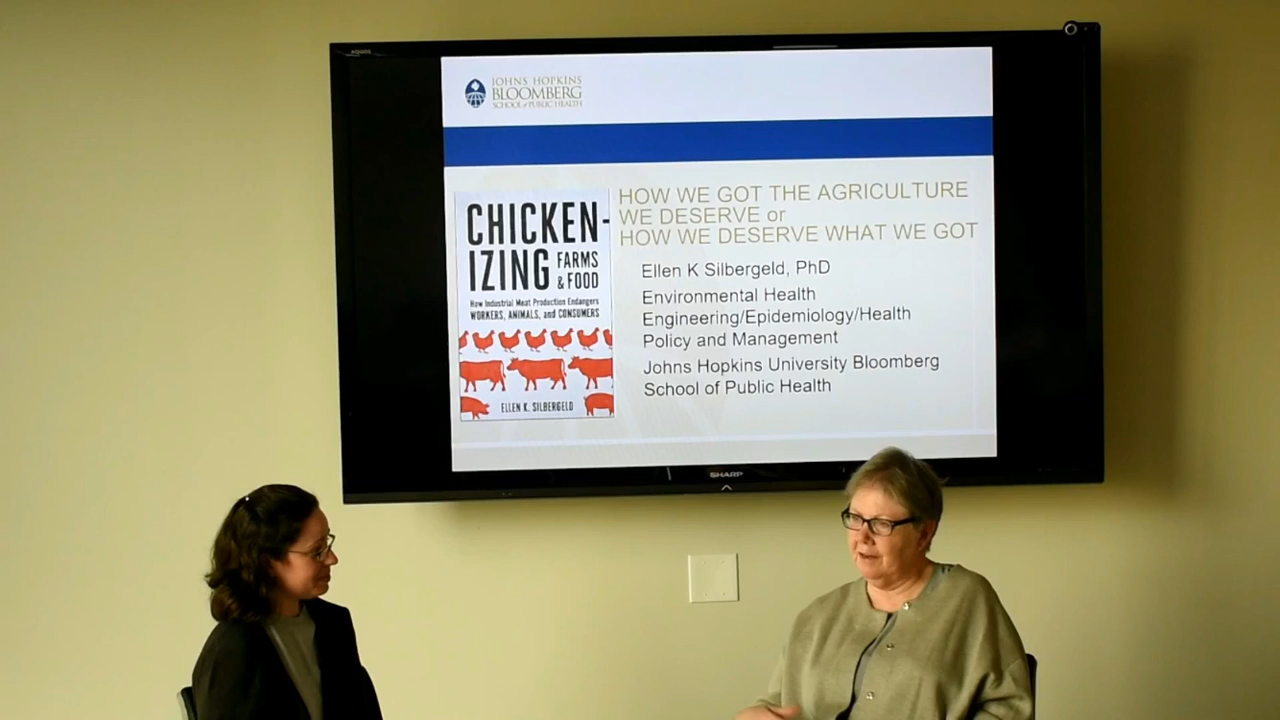 AQUOS
JOHNS HOPKINS
BLOOMBERG
SCHOOL of PUBLIC HEALTH
CHICKEN-
IZING FARMS
& FOOD
How Industrial Meat Production Endangers
WORKERS, ANIMALS, and CONSUMERS
ELLEN K. SILBERGELD
HOW WE GOT THE AGRICULTURE
WE DESERVE or
HOW WE DESERVE WHAT WE GOT
Ellen K Silbergeld, PhD
Environmental Health
Engineering/Epidemiology/Health
Policy and Management
Johns Hopkins University Bloomberg
School of Public Health
SHARP